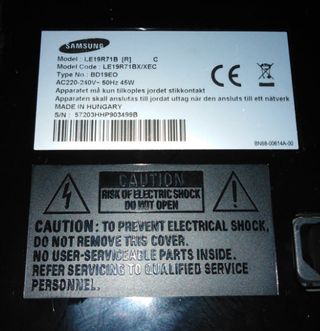 SAMSUNG
Model : LE19R71B [R] C
Model Code : LE19R71BX/XEC
Type No : BD19EO
AC220-240V~ 50Hz 45W
Apparatet må kun tilkoples jordet stikkontakt
Apparaten skall anslutas till jordat uttag när den ansluts till ett nätverk
MADE IN HUNGARY
S/N : 57203HHP903499B
BN68-00614A-00
CAUTION
RISK OF ELECTRIC SHOCK
DO NOT OPEN
CAUTION : TO PREVENT ELECTRICAL SHOCK,
DO NOT REMOVE THIS COVER.
NO USER-SERVICEABLE PARTS INSIDE.
REFER SERVICING TO QUALIFIED SERVICE
PERSONNEL.